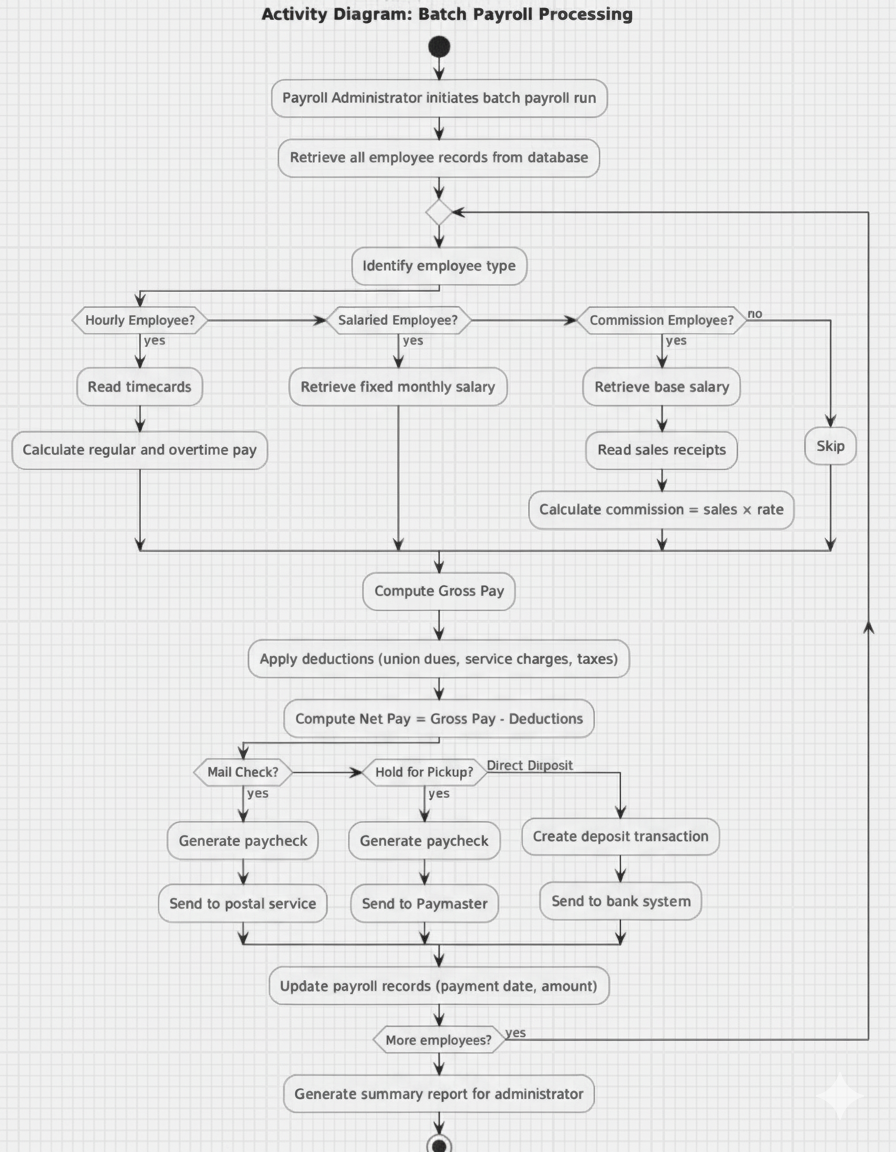 Activity Diagram: Batch Payroll Processing
Payroll Administrator initiates batch payroll run
Retrieve all employee records from database
Identify employee type
Hourly Employee?
Salaried Employee?
Commission Employee?
no
yes
yes
yes
Read timecards
Retrieve fixed monthly salary
Retrieve base salary
Calculate regular and overtime pay
Read sales receipts
Skip
Calculate commission = sales × rate
Compute Gross Pay
Apply deductions (union dues, service charges, taxes)
Compute Net Pay = Gross Pay - Deductions
Mail Check?
Hold for Pickup?
Direct Diıposit
yes
yes
Generate paycheck
Generate paycheck
Create deposit transaction
Send to postal service
Send to Paymaster
Send to bank system
Update payroll records (payment date, amount)
More employees?
yes
Generate summary report for administrator